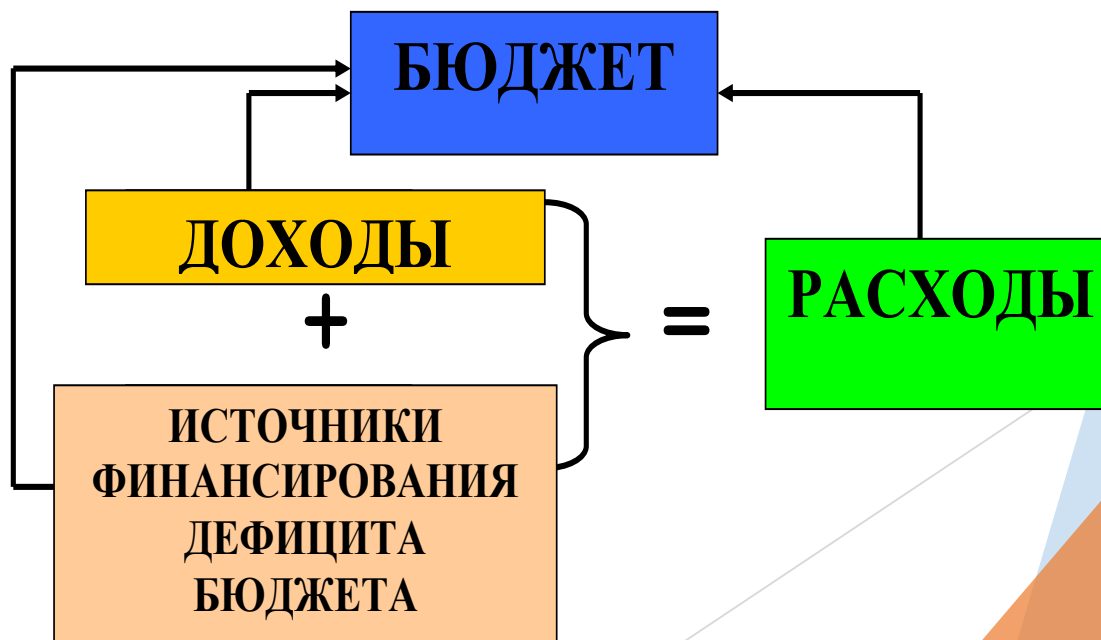 БЮДЖЕТ
ДОХОДЫ
+
=
РАСХОДЫ
ИСТОЧНИКИ
ФИНАНСИРОВАНИЯ
ДЕФИЦИТА
БЮДЖЕТА